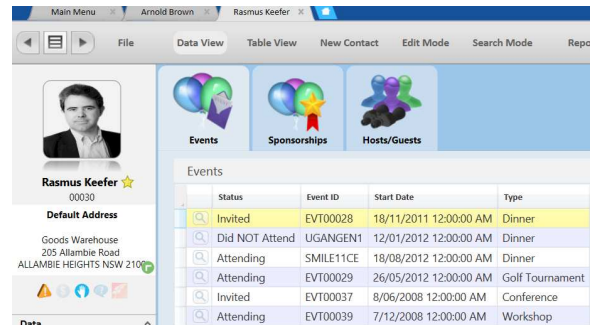 Main Menu
Arnold Brown
Rasmus Keefer
File
Data View
Table View
New Contact
Edit Mode
Search Mode
Repo
Events
Sponsorships
Hosts/Guests
Rasmus Keefer
00030
Default Address
Goods Warehouse
205 Allambie Road
ALLAMBIE HEIGHTS NSW 2100
Data
Events
Status Event ID Start Date Type
Invited EVT00028 18/11/2011 12:00:00 AM Dinner
Did NOT Attend UGANGEN1 12/01/2012 12:00:00 AM Dinner
Attending SMILE11CE 18/08/2012 12:00:00 AM Dinner
Attending EVT00029 26/05/2012 12:00:00 AM Golf Tournament
Invited EVT00037 8/06/2008 12:00:00 AM Conference
Attending EVT00039 7/12/2008 12:00:00 AM Workshop